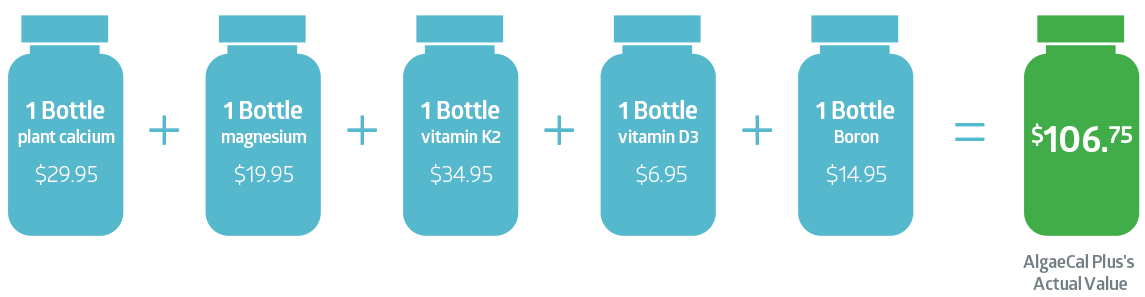 1 Bottle
plant calcium
$29.95
+
1 Bottle
magnesium
$19.95
+
1 Bottle
vitamin K2
$34.95
+
1 Bottle
vitamin D3
$6.95
+
1 Bottle
Boron
$14.95
=
$106.75
AlgaeCal Plus's
Actual Value